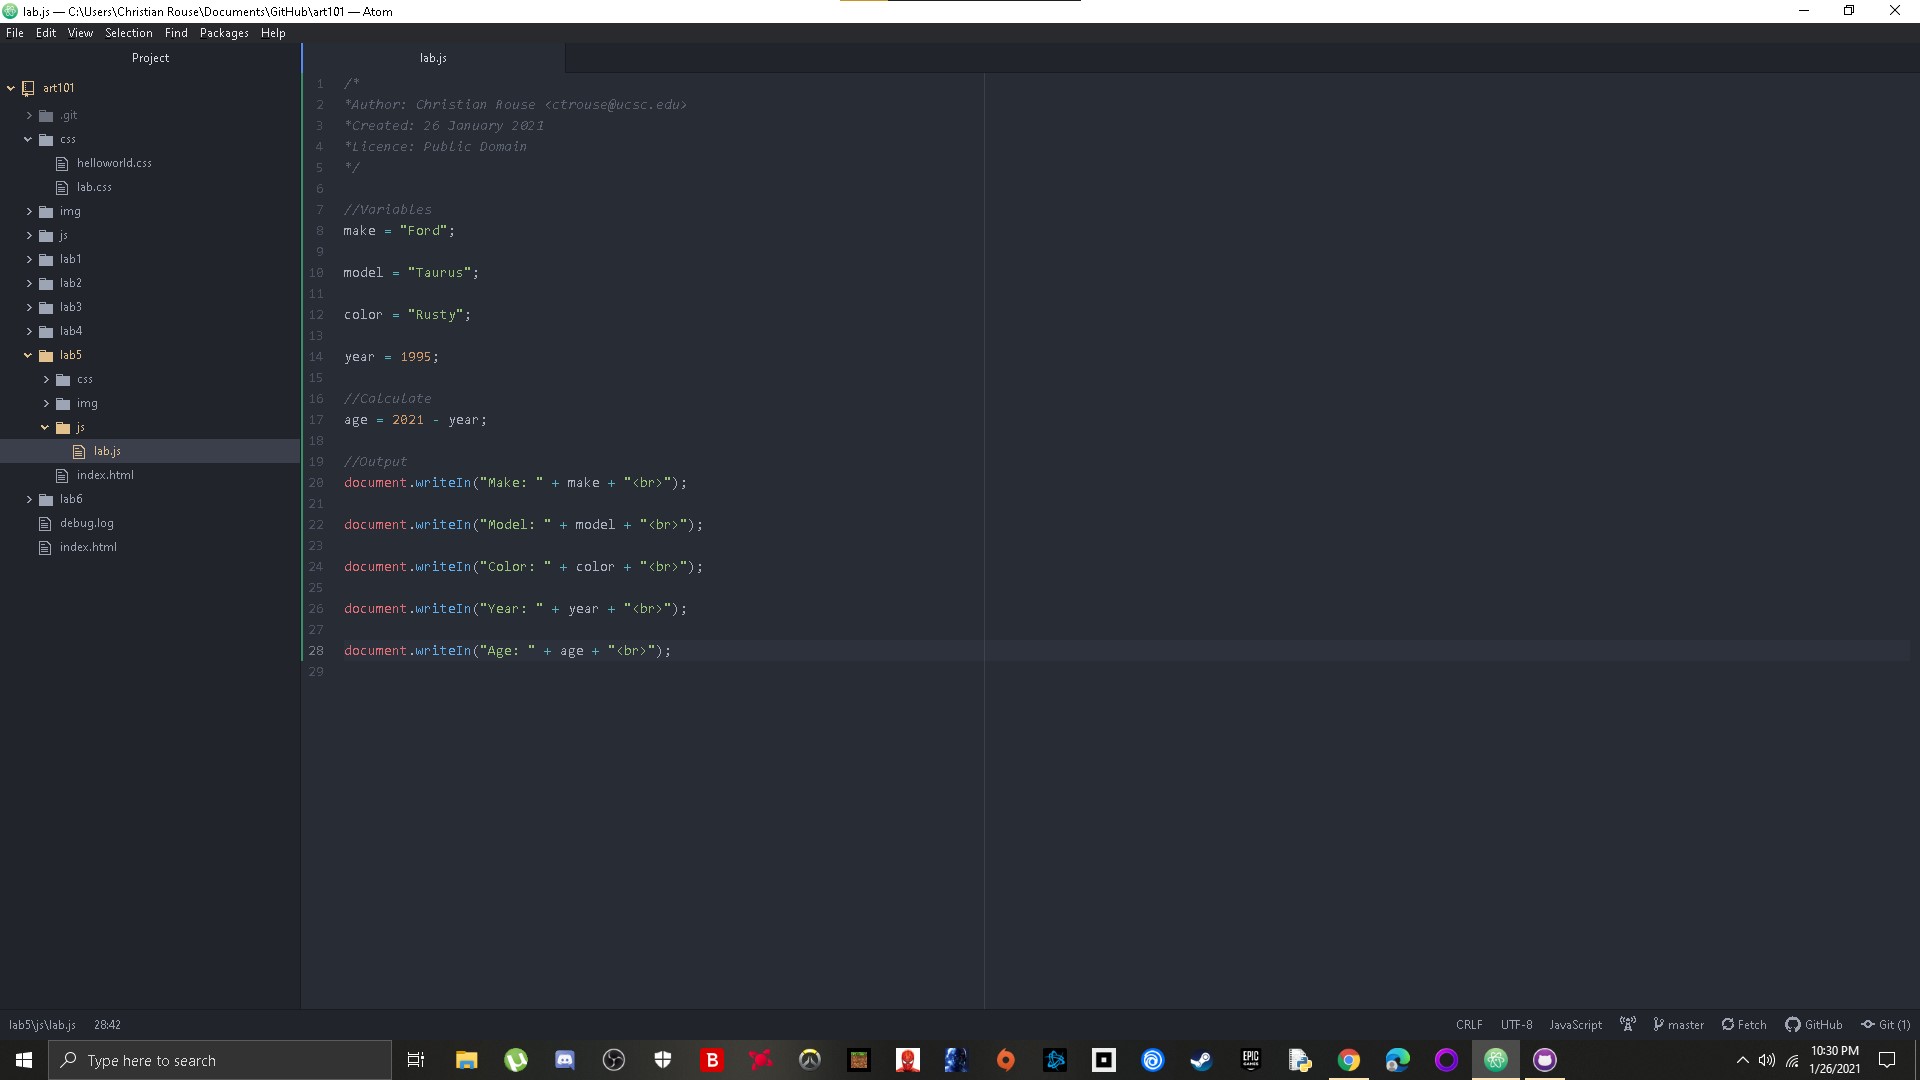 lab.js — C:\Users\Christian Rouse\Documents\GitHub\art101 — Atom
File Edit View Selection Find Packages Help
Project
art101
.git
css
helloworld.css
lab.css
img
js
lab1
lab2
lab3
lab4
lab5
css
img
js
lab.js
index.html
lab6
debug.log
index.html
lab.js
1 /*
2 *Author: Christian Rouse <ctrouse@ucsc.edu>
3 *Created: 26 January 2021
4 *Licence: Public Domain
5 */
6
7 //Variables
8 make = "Ford";
9
10 model = "Taurus";
11
12 color = "Rusty";
13
14 year = 1995;
15
16 //Calculate
17 age = 2021 - year;
18
19 //Output
20 document.writeIn("Make: " + make + "<br>");
21
22 document.writeIn("Model: " + model + "<br>");
23
24 document.writeIn("Color: " + color + "<br>");
25
26 document.writeIn("Year: " + year + "<br>");
27
28 document.writeIn("Age: " + age + "<br>");
29
lab5\js\lab.js 28:42
CRLF UTF-8 JavaScript master Fetch GitHub Git (1)
Type here to search
B
EPIC GAMES
10:30 PM
1/26/2021